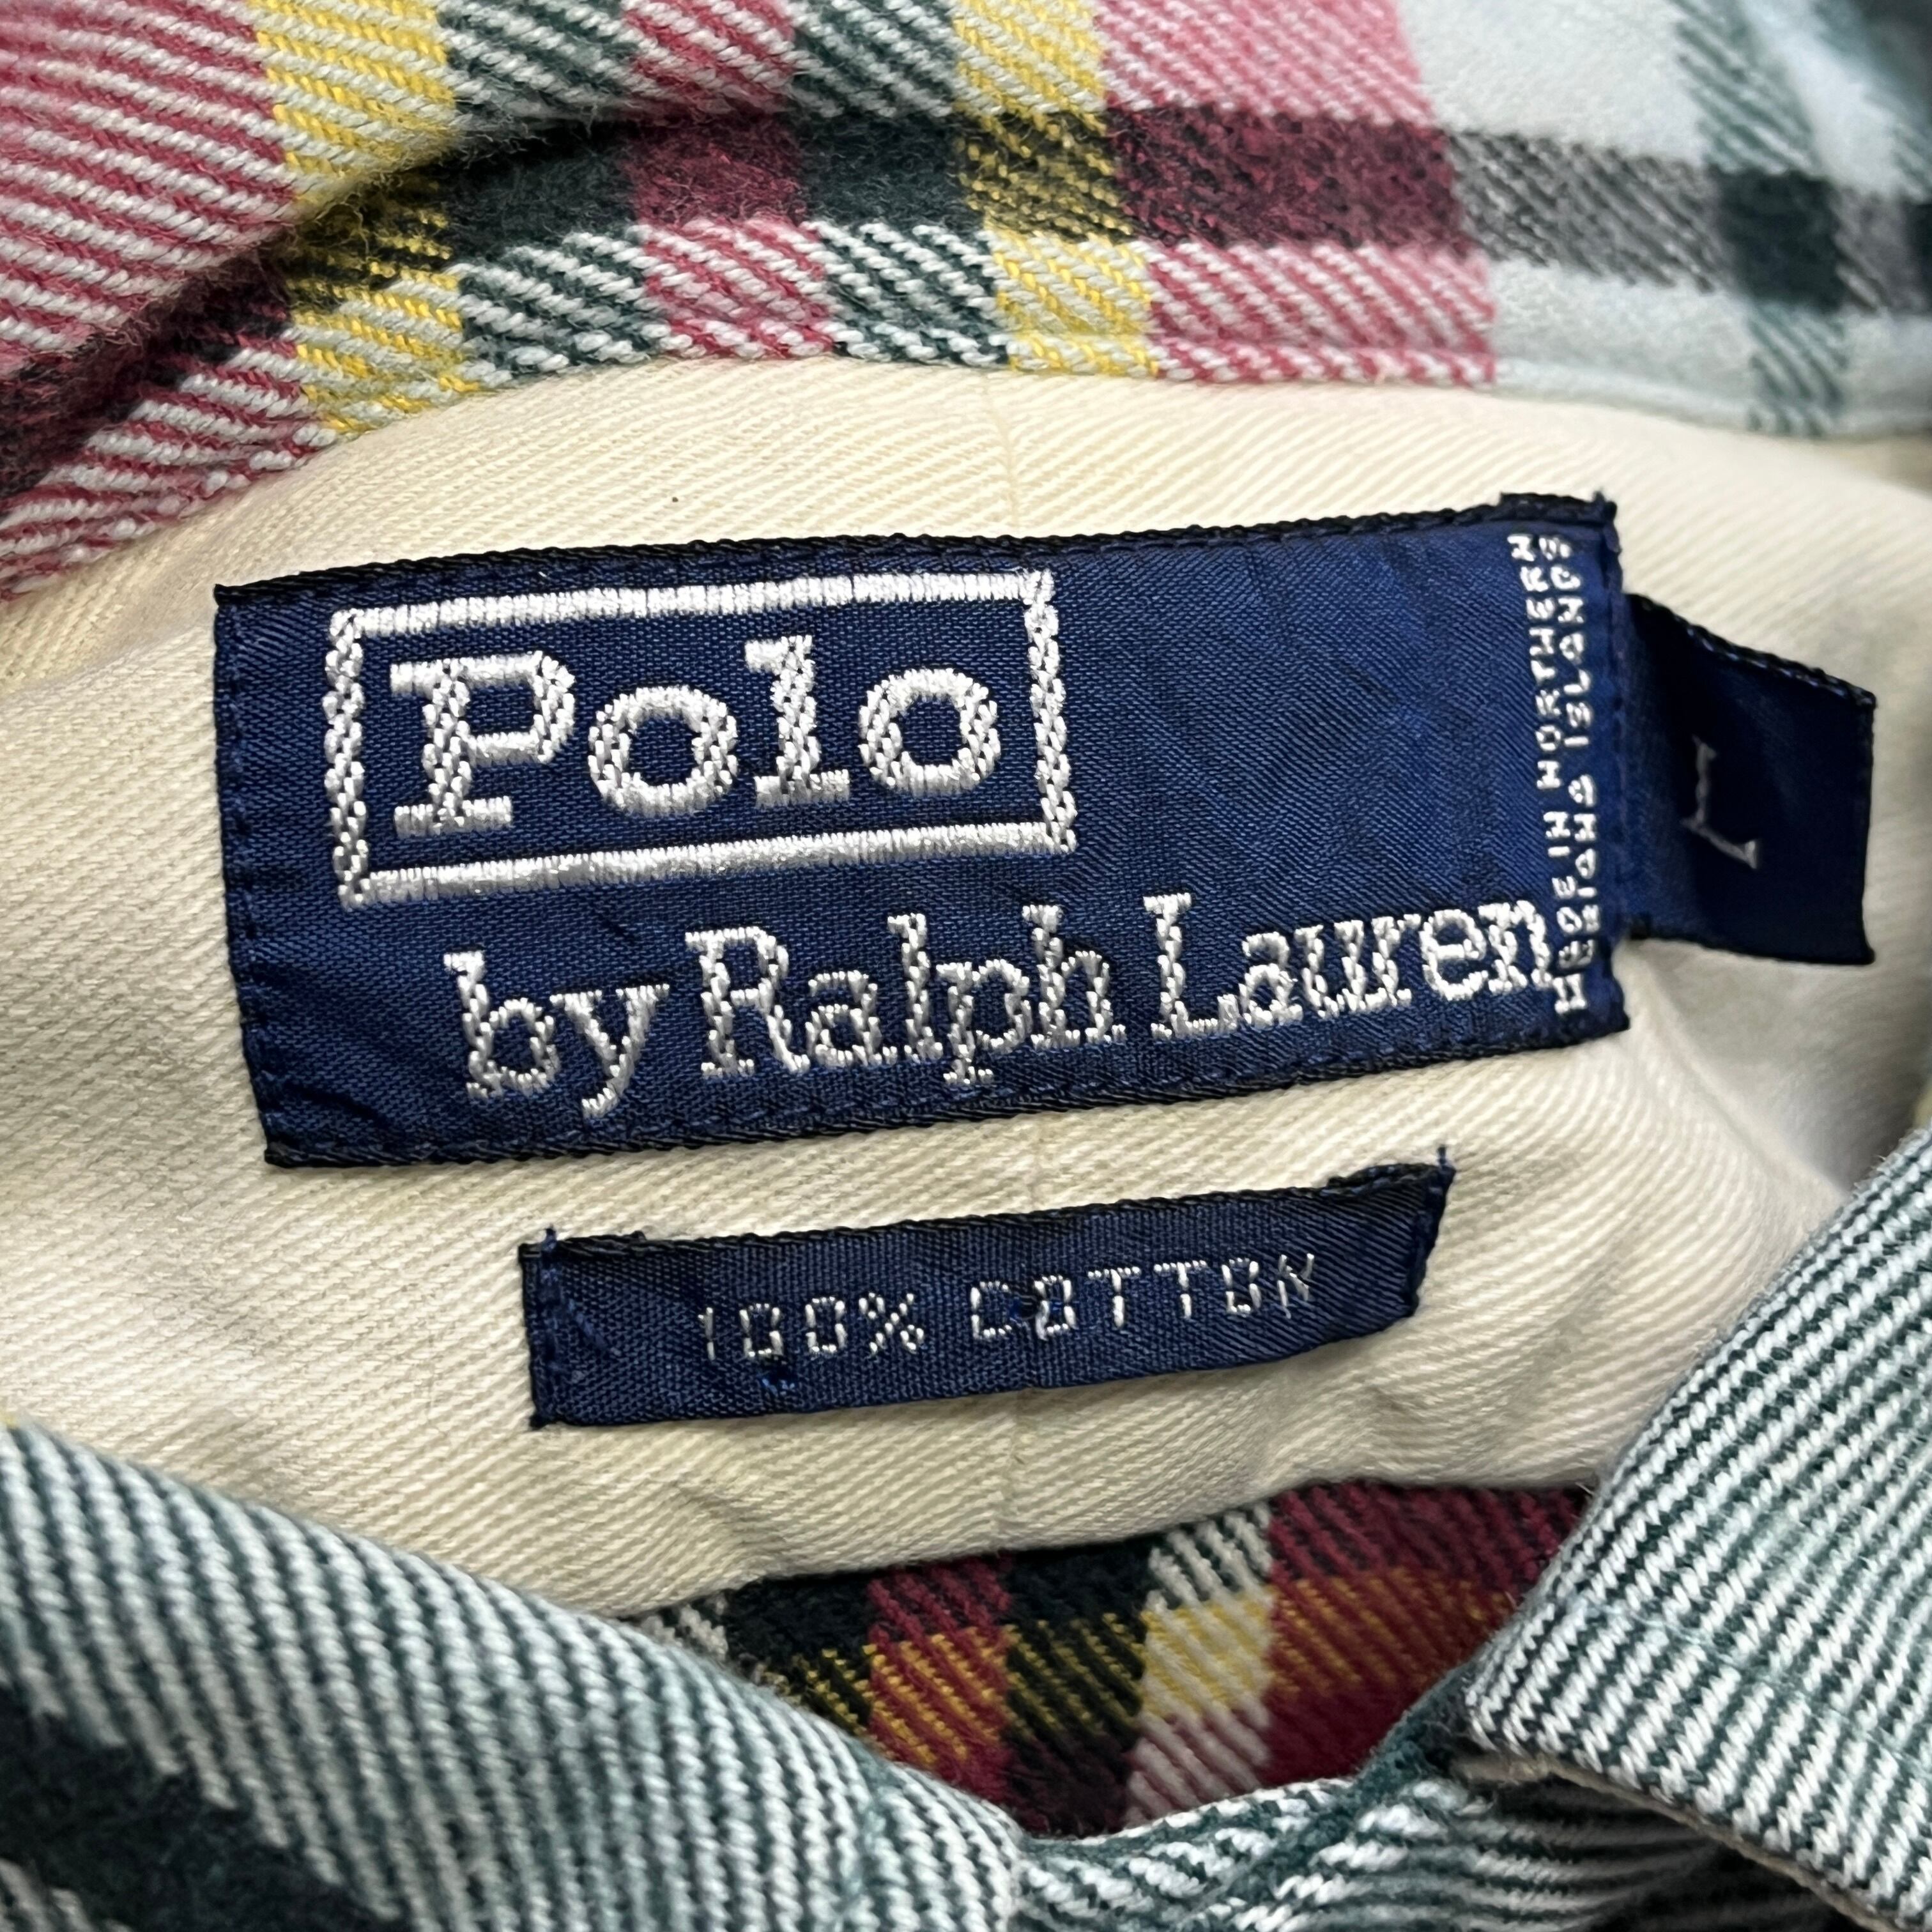 Polo
by Ralph Lauren
MADE IN NORTHERN
MARIANA ISLANDS
L
100% COTTON